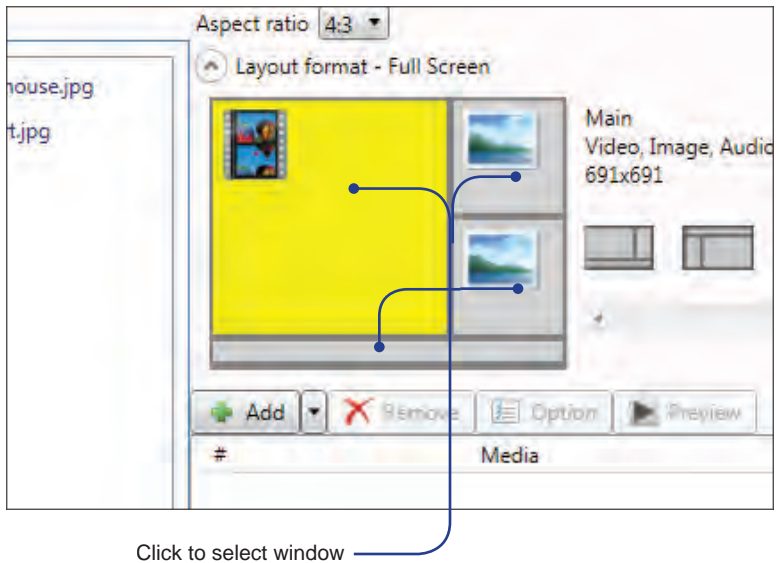 Aspect ratio 4:3
Layout format - Full Screen
house.jpg
t.jpg
Main
Video, Image, Audio
691x691
Add
Remove
Option
Preview
# Media
Click to select window